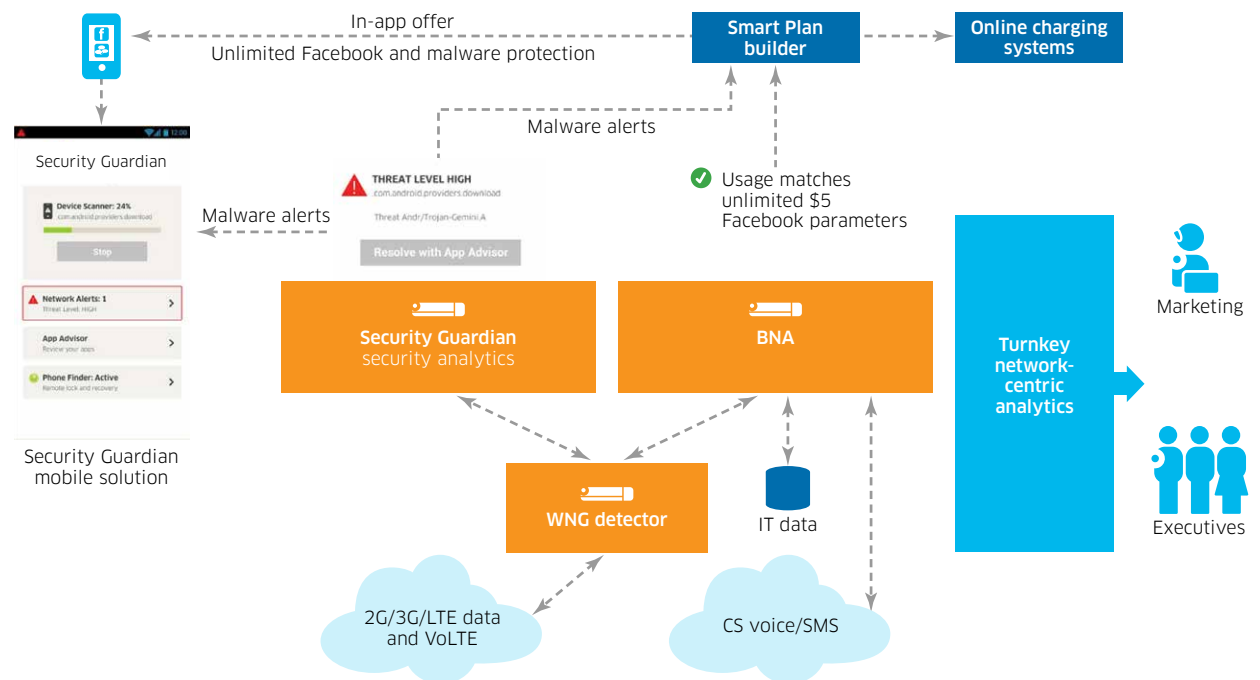 In-app offer
Unlimited Facebook and malware protection
Smart Plan
builder
Online charging
systems
f
Malware alerts
12:00
Security Guardian
Device Scanner: 24%
com.android.providers.download
Stop
Network Alerts: 1
Threat Level: HIGH
App Advisor
Review your apps
Phone Finder: Active
Remote lock and recovery
Security Guardian
mobile solution
Malware alerts
THREAT LEVEL HIGH
com.android.providers.download
Threat Andr/Trojan-Gemini.A
Resolve with App Advisor
Usage matches
unlimited $5
Facebook parameters
Security Guardian
security analytics
BNA
Turnkey
network-
centric
analytics
Marketing
Executives
WNG detector
IT data
2G/3G/LTE data
and VoLTE
CS voice/SMS